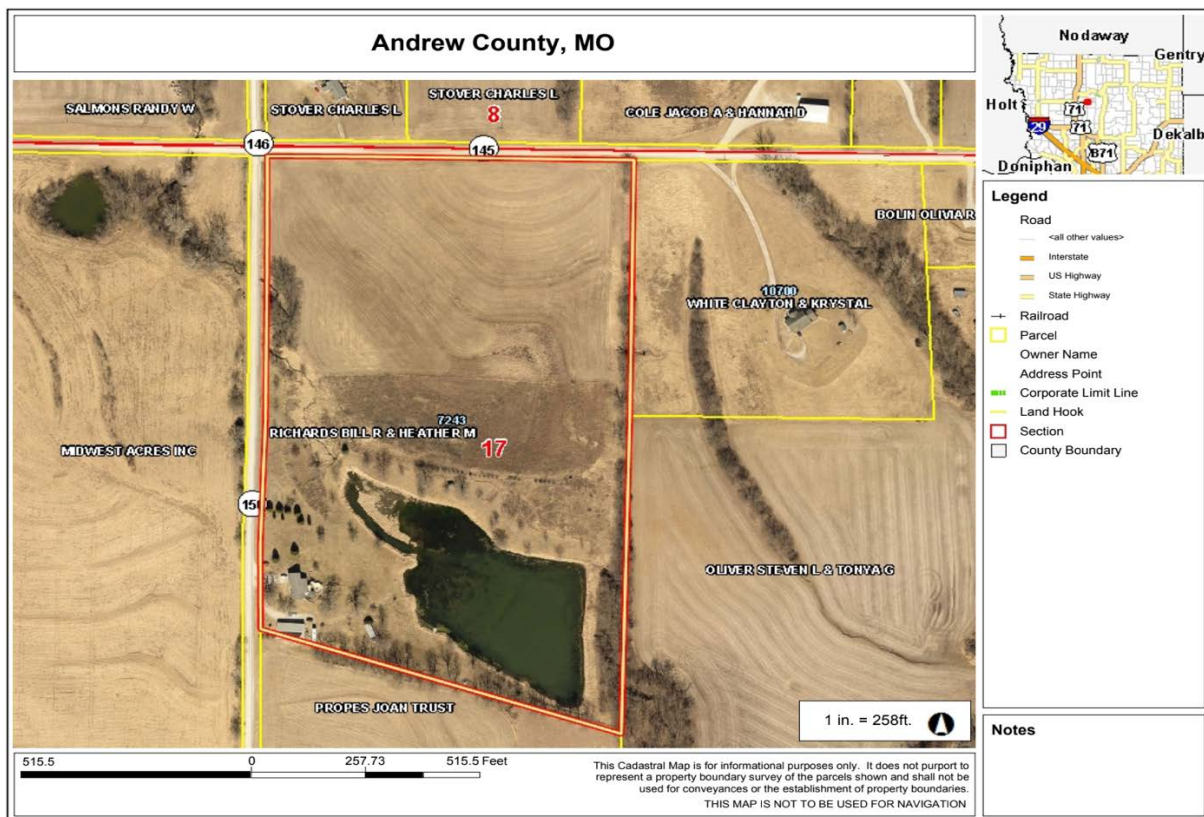 Andrew County, MO
SALMONS RANDY W
STOVER CHARLES L
STOVER CHARLES L
8
COLE JACOB A & HANNAH D
146
145
BOLIN OLIVIA R
10700
WHITE CLAYTON & KRYSTAL
7243
RICHARDS BILL R & HEATHER M
17
MIDWEST ACRES INC
150
OLIVER STEVEN L & TONYA G
PROPES JOAN TRUST
1 in. = 258ft.
515.5
0
257.73
515.5 Feet
This Cadastral Map is for informational purposes only. It does not purport to
represent a property boundary survey of the parcels shown and shall not be
used for conveyances or the establishment of property boundaries.
THIS MAP IS NOT TO BE USED FOR NAVIGATION
Nodaway
Gentry
Holt
71
29
71
Dekalb
B71
Doniphan
Legend
Road
<all other values>
Interstate
US Highway
State Highway
Railroad
Parcel
Owner Name
Address Point
Corporate Limit Line
Land Hook
Section
County Boundary
Notes